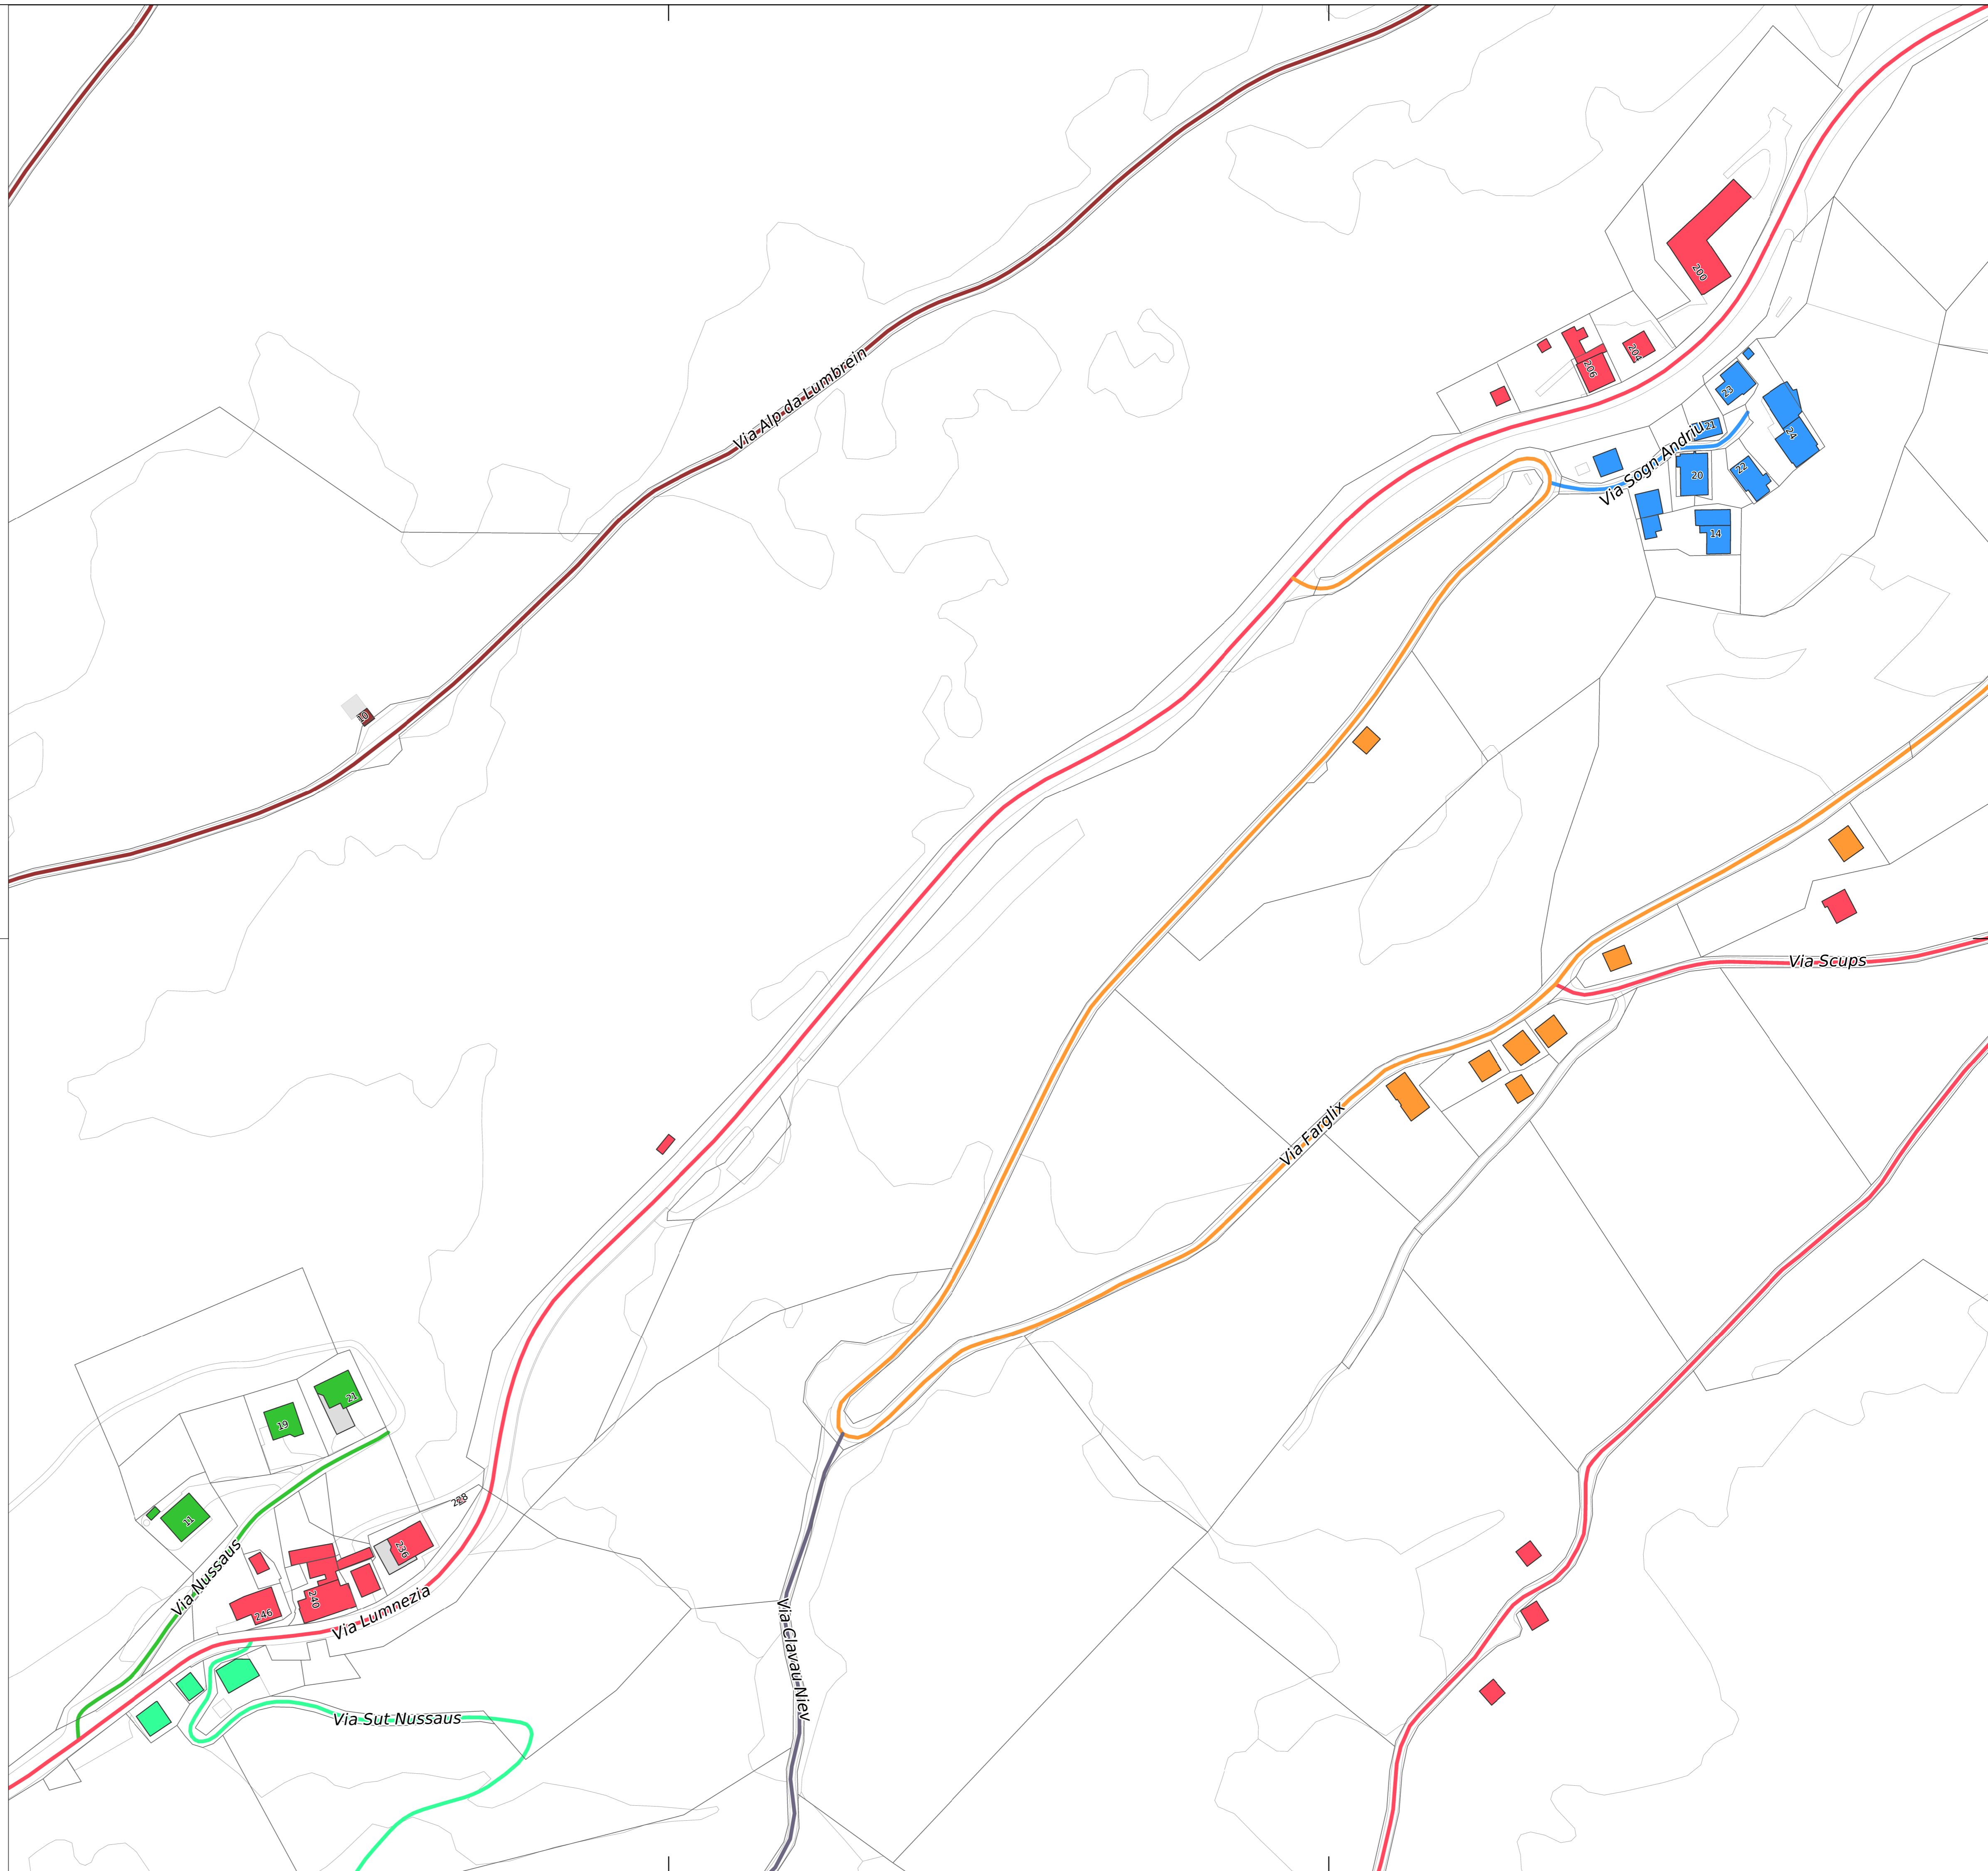 200
204
206
23
Via Alp da Lumbrein
21
24
Via Sogn Andriu
22
20
14
10
Via Scups
Via Farglix
21
19
228
11
236
Via Nussaus
240
246
Via Lumnezia
Via Clavau Niev
Via Sut Nussaus